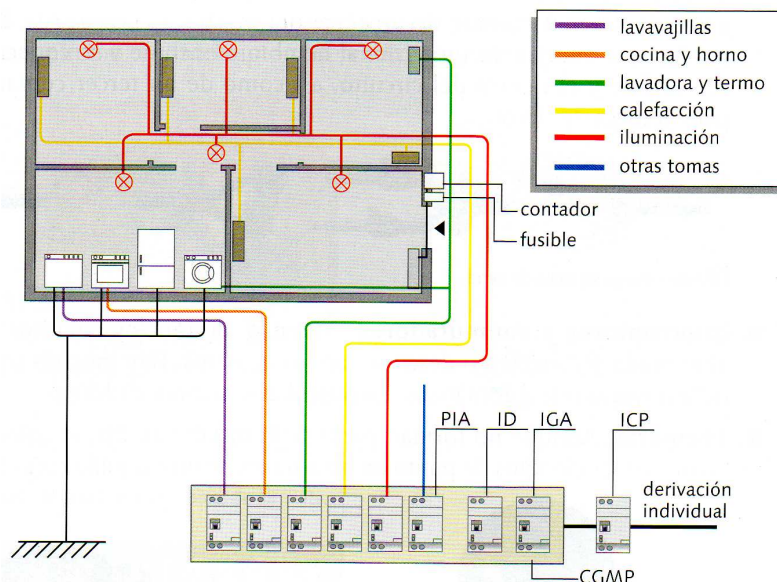 lavavajillas
cocina y horno
lavadora y termo
calefacción
iluminación
otras tomas
contador
fusible
PIA
ID
IGA
ICP
derivación
individual
CGMP